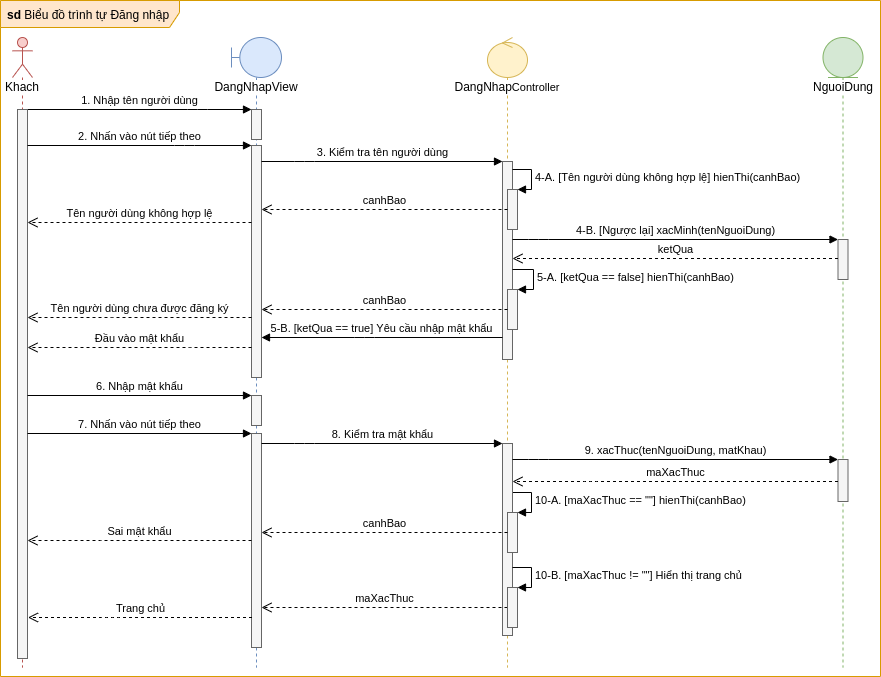 sd Biểu đồ trình tự Đăng nhập
Khach
DangNhapView
DangNhapController
NguoiDung
1. Nhập tên người dùng
2. Nhấn vào nút tiếp theo
3. Kiểm tra tên người dùng
4-A. [Tên người dùng không hợp lệ] hienThi(canhBao)
canhBao
Tên người dùng không hợp lệ
4-B. [Ngược lại] xacMinh(tenNguoiDung)
ketQua
5-A. [ketQua == false] hienThi(canhBao)
canhBao
Tên người dùng chưa được đăng ký
5-B. [ketQua == true] Yêu cầu nhập mật khẩu
Đầu vào mật khẩu
6. Nhập mật khẩu
7. Nhấn vào nút tiếp theo
8. Kiểm tra mật khẩu
9. xacThuc(tenNguoiDung, matKhau)
maXacThuc
10-A. [maXacThuc == ""] hienThi(canhBao)
canhBao
Sai mật khẩu
10-B. [maXacThuc != ""] Hiển thị trang chủ
maXacThuc
Trang chủ